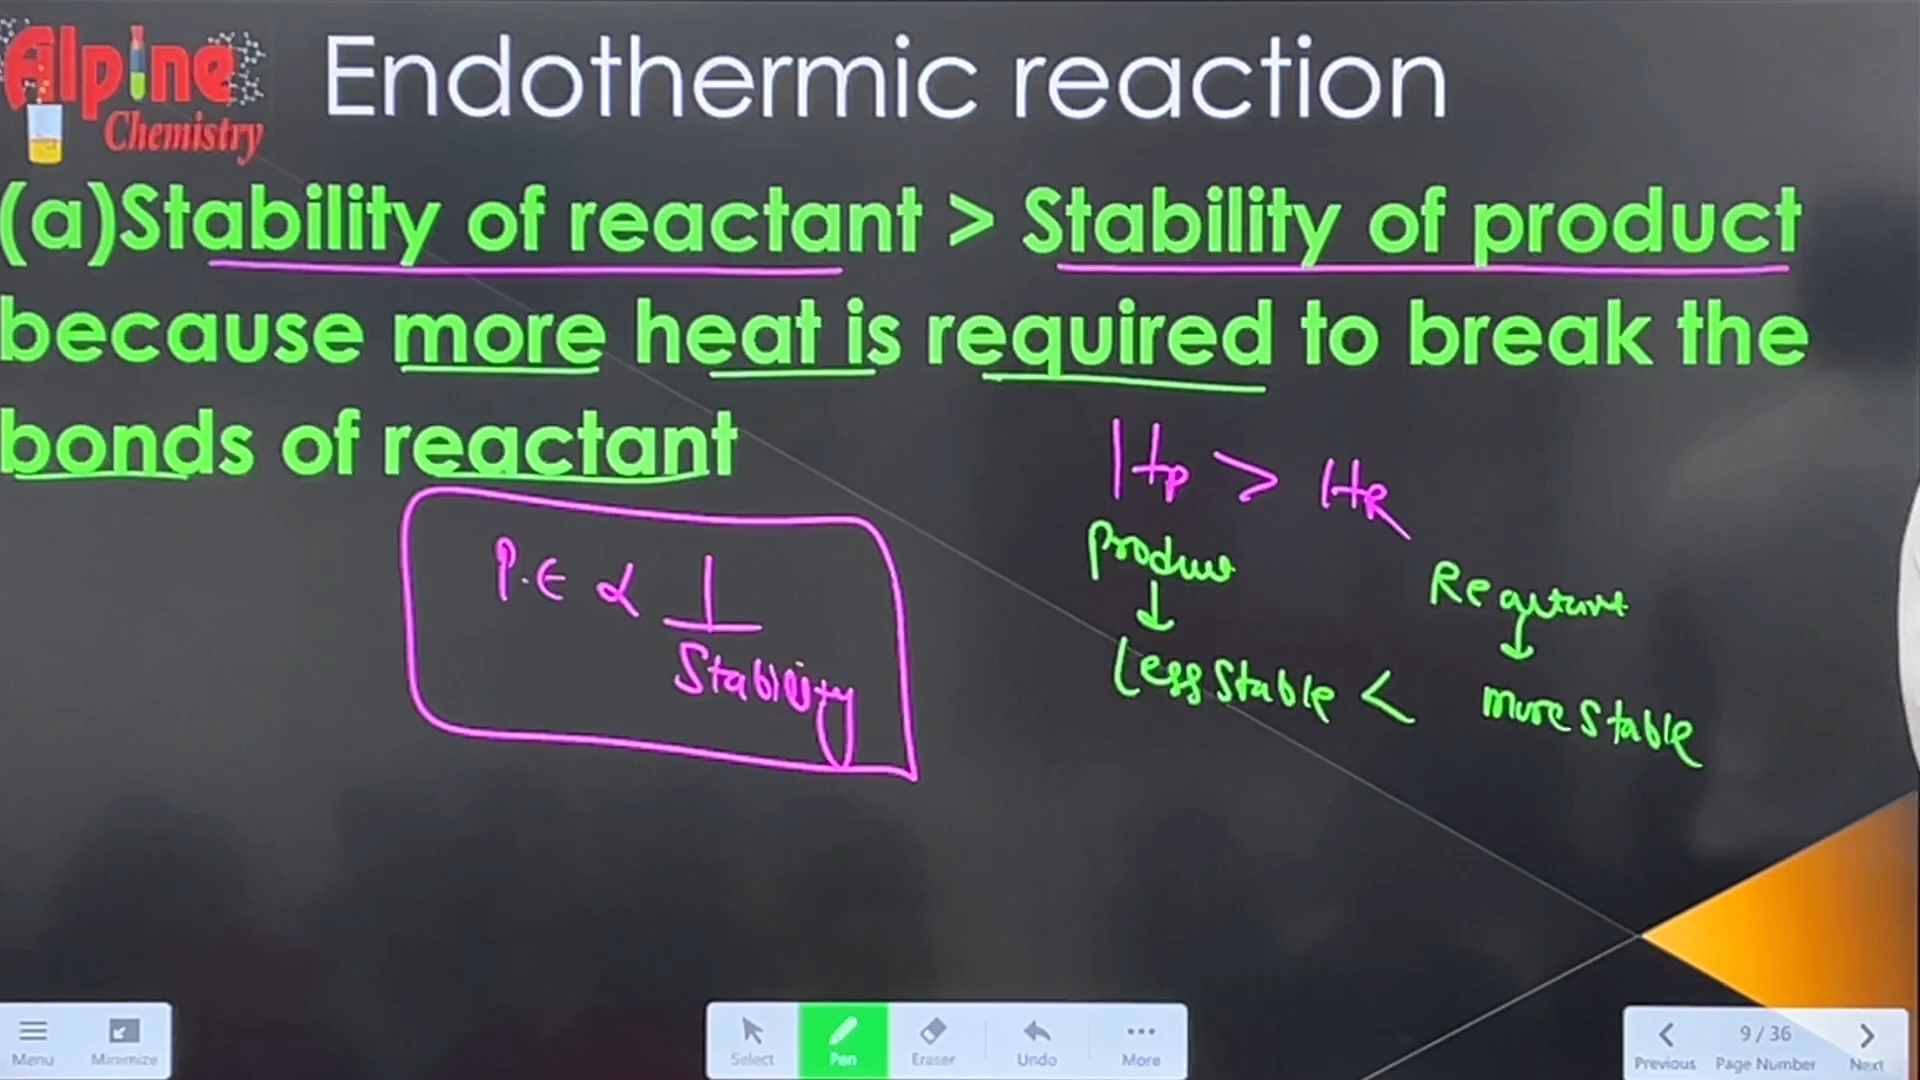 Alpine
Chemistry
Endothermic reaction
(a)Stability of reactant > Stability of product
because more heat is required to break the
bonds of reactant
Hp > HR
P.E ∝ 1
Stability
Product
↓
Less Stable <
Reactant
↓
more Stable
Menu
Minimize
Select
Pen
Eraser
Undo
More
9 / 36
Previous
Page Number
Next